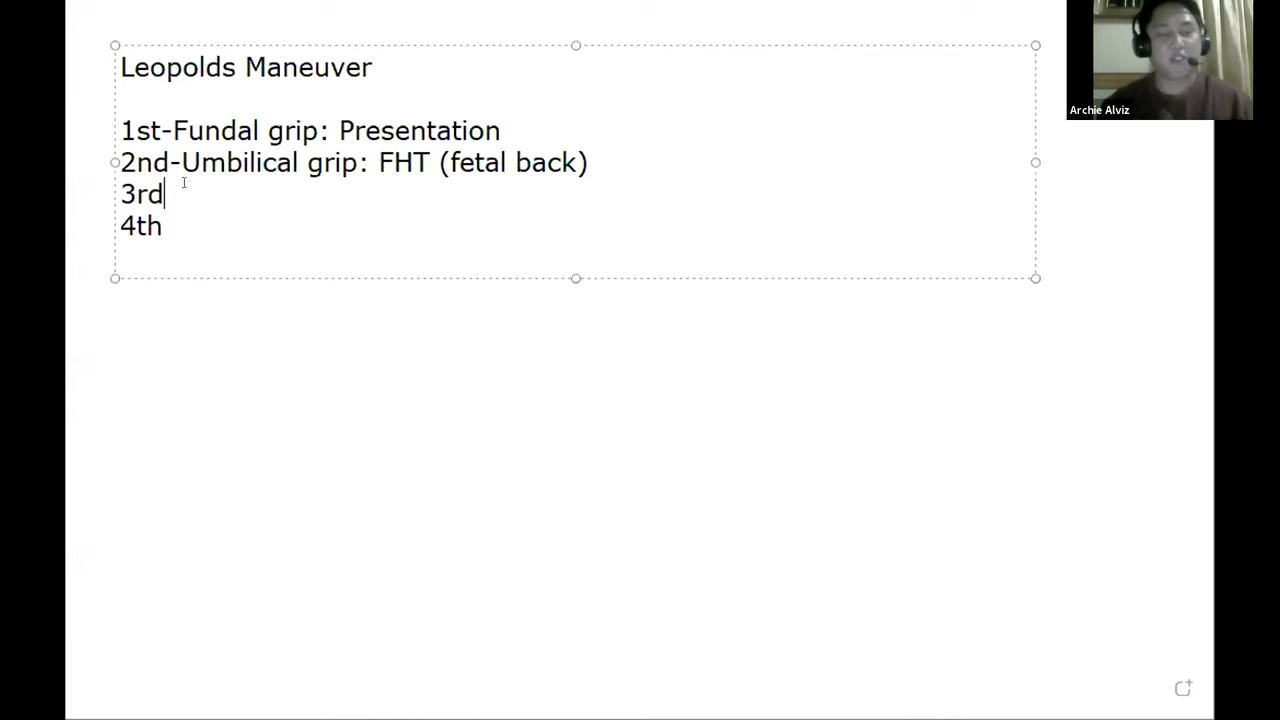 Leopolds Maneuver
1st-Fundal grip: Presentation
2nd-Umbilical grip: FHT (fetal back)
3rd
4th
Archie Alviz